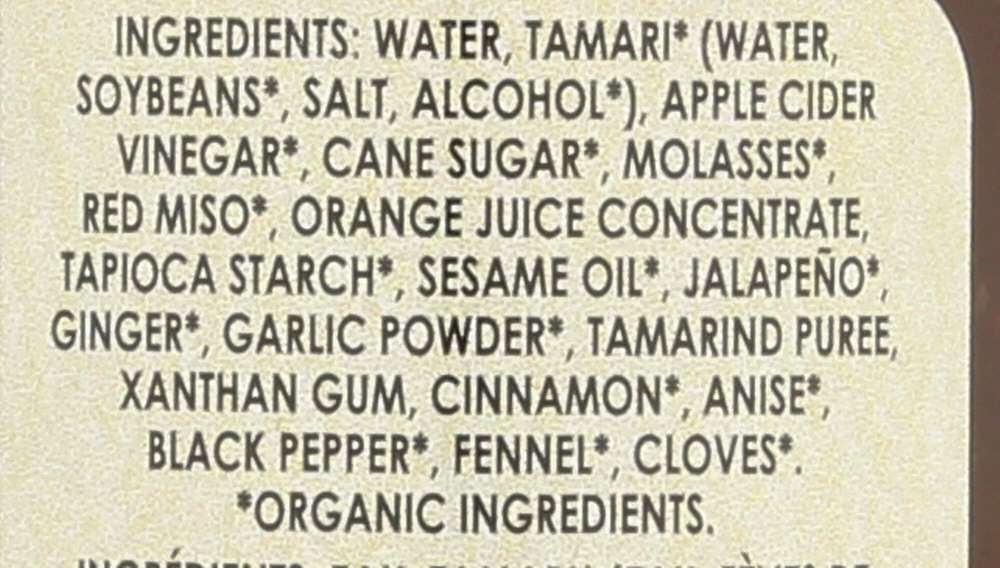 INGREDIENTS: WATER, TAMARI* (WATER,
SOYBEANS*, SALT, ALCOHOL*), APPLE CIDER
VINEGAR*, CANE SUGAR*, MOLASSES*,
RED MISO*, ORANGE JUICE CONCENTRATE,
TAPIOCA STARCH*, SESAME OIL*, JALAPEÑO*,
GINGER*, GARLIC POWDER*, TAMARIND PUREE,
XANTHAN GUM, CINNAMON*, ANISE*,
BLACK PEPPER*, FENNEL*, CLOVES*.
*ORGANIC INGREDIENTS.